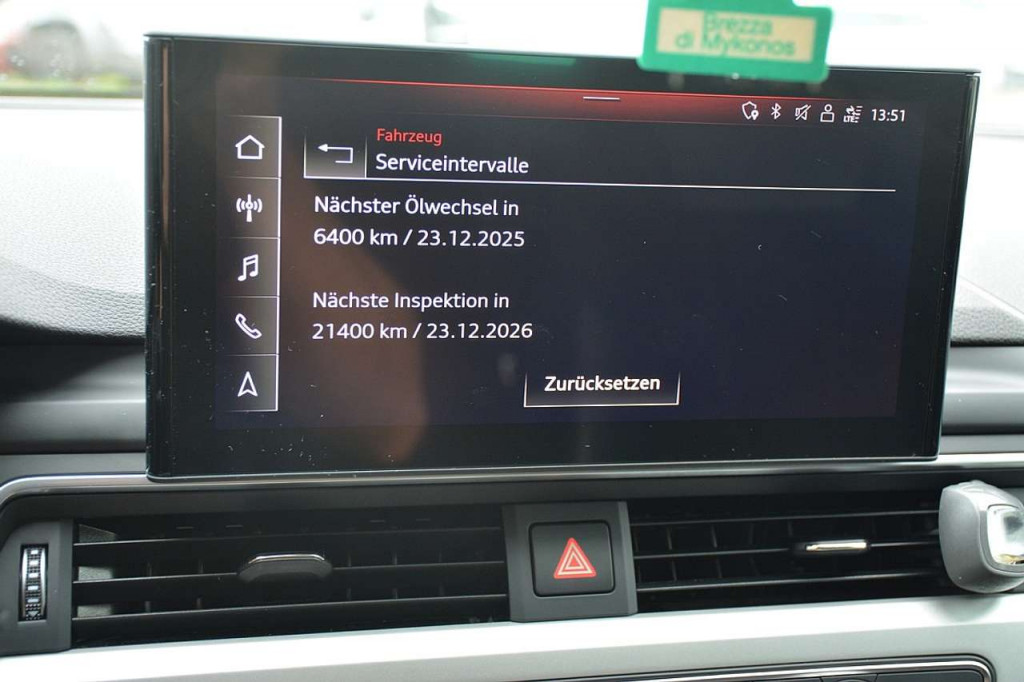 Brezza
di Mykonos
LTE
13:51
Fahrzeug
Serviceintervalle
Nächster Ölwechsel in
6400 km / 23.12.2025
Nächste Inspektion in
21400 km / 23.12.2026
Zurücksetzen